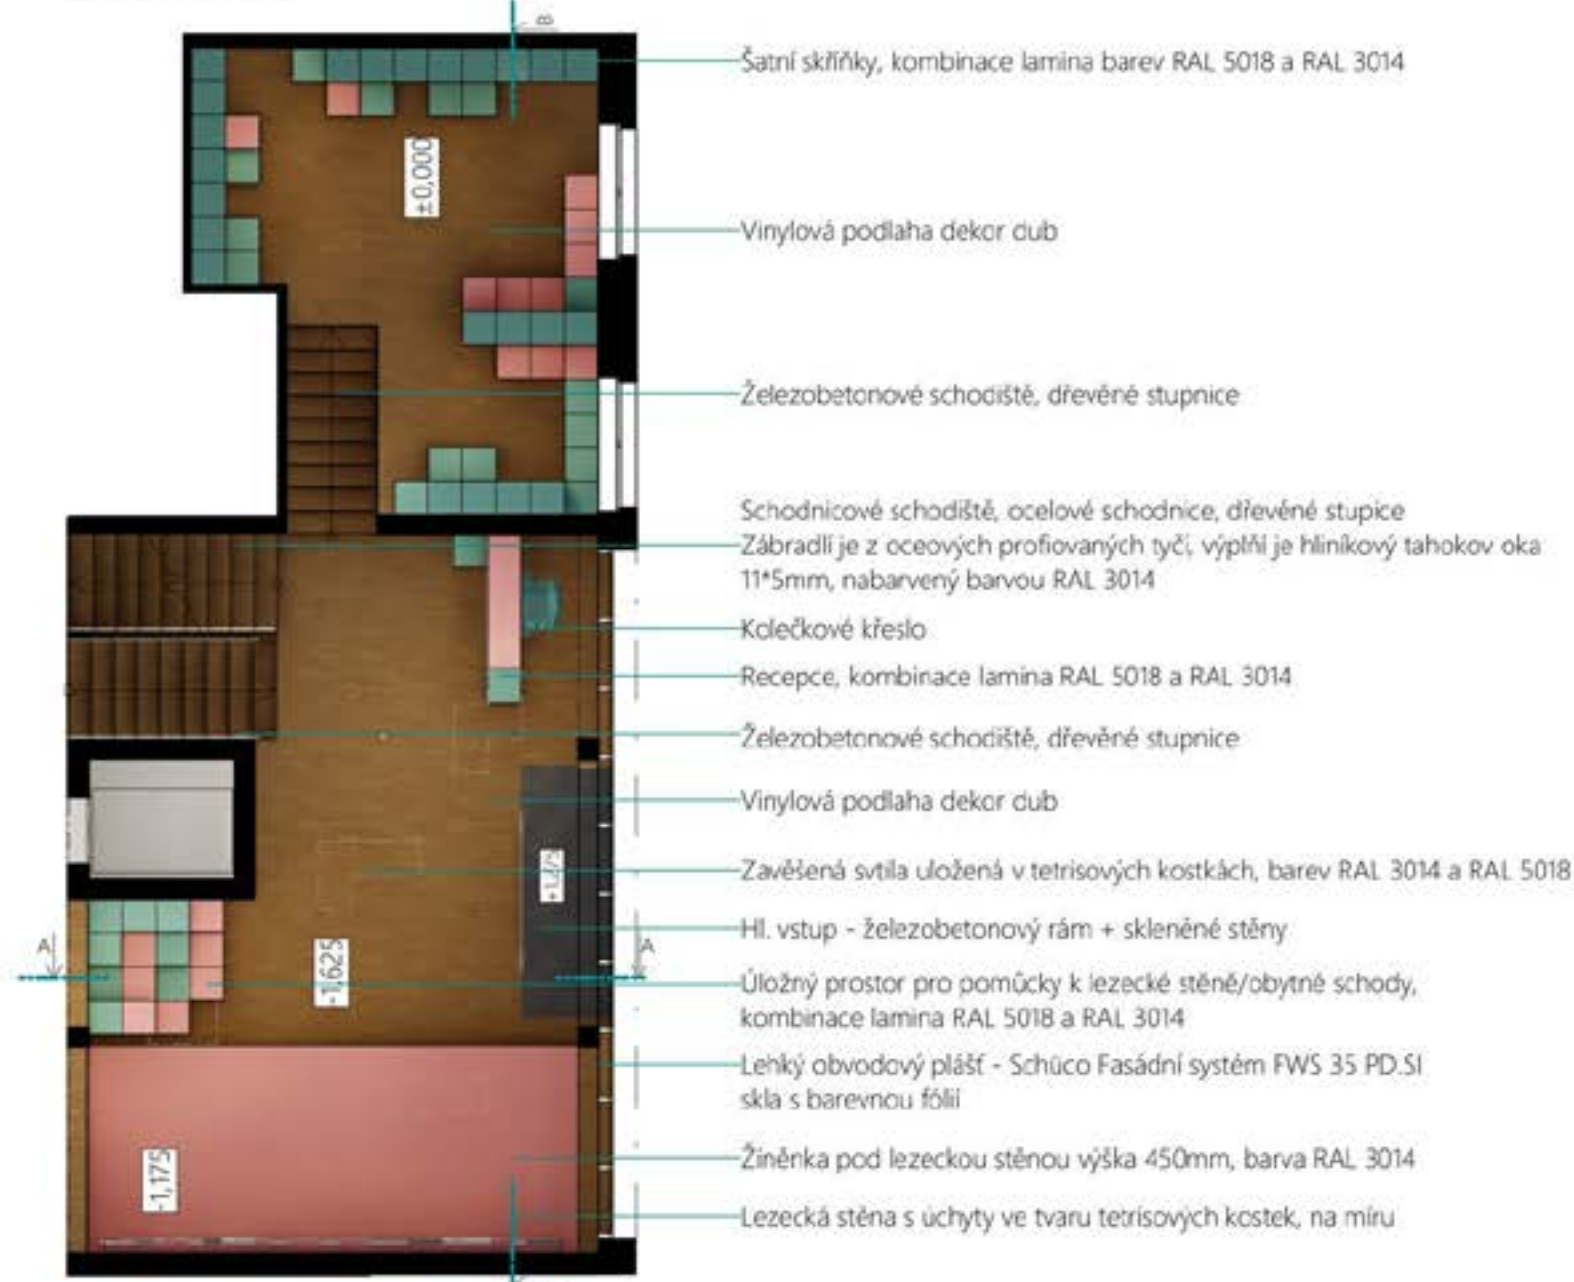 B
Šatní skříňky, kombinace lamina barev RAL 5018 a RAL 3014
±0,000
Vinylová podlaha dekor dub
Železobetonové schodiště, dřevěné stupnice
Schodnicové schodiště, ocelové schodnice, dřevěné stupice
Zábradlí je z oceových profiovaných tyčí, výplňí je hliníkový tahokov oka
11*5mm, nabarvený barvou RAL 3014
Kolečkové křeslo
Recepce, kombinace lamina RAL 5018 a RAL 3014
Železobetonové schodiště, dřevěné stupnice
Vinylová podlaha dekor dub
Zavěšená svtila uložená v tetrisových kostkách, barev RAL 3014 a RAL 5018
Hl. vstup - železobetonový rám + skleněné stěny
A
A
-1,625
Úložný prostor pro pomůcky k lezecké stěně/obytné schody,
kombinace lamina RAL 5018 a RAL 3014
Lehký obvodový plášť - Schüco Fasádní systém FWS 35 PD.SI
skla s barevnou fólií
Žíněnka pod lezeckou stěnou výška 450mm, barva RAL 3014
-1,175
Lezecká stěna s úchyty ve tvaru tetrisových kostek, na míru